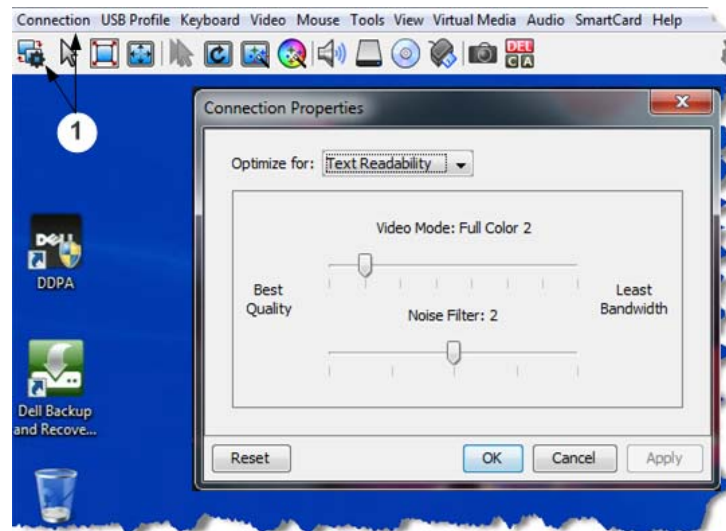 Connection USB Profile Keyboard Video Mouse Tools View Virtual Media Audio SmartCard Help
DEL
C A
1
Connection Properties
Optimize for: Text Readability
Video Mode: Full Color 2
Best
Quality
Least
Bandwidth
Noise Filter: 2
DELL
DDPA
Dell Backup
and Recove...
Reset OK Cancel Apply